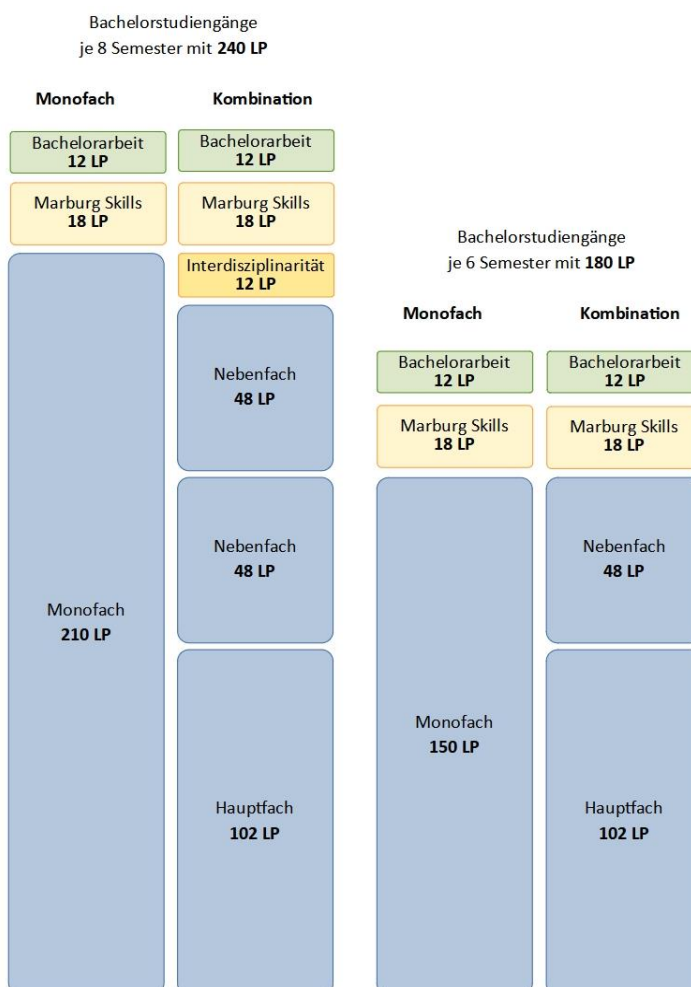 Bachelorstudiengänge
je 8 Semester mit 240 LP
Monofach
Bachelorarbeit
12 LP
Marburg Skills
18 LP
Monofach
210 LP
Kombination
Bachelorarbeit
12 LP
Marburg Skills
18 LP
Interdisziplinarität
12 LP
Nebenfach
48 LP
Nebenfach
48 LP
Hauptfach
102 LP
Bachelorstudiengänge
je 6 Semester mit 180 LP
Monofach
Bachelorarbeit
12 LP
Marburg Skills
18 LP
Monofach
150 LP
Kombination
Bachelorarbeit
12 LP
Marburg Skills
18 LP
Nebenfach
48 LP
Hauptfach
102 LP